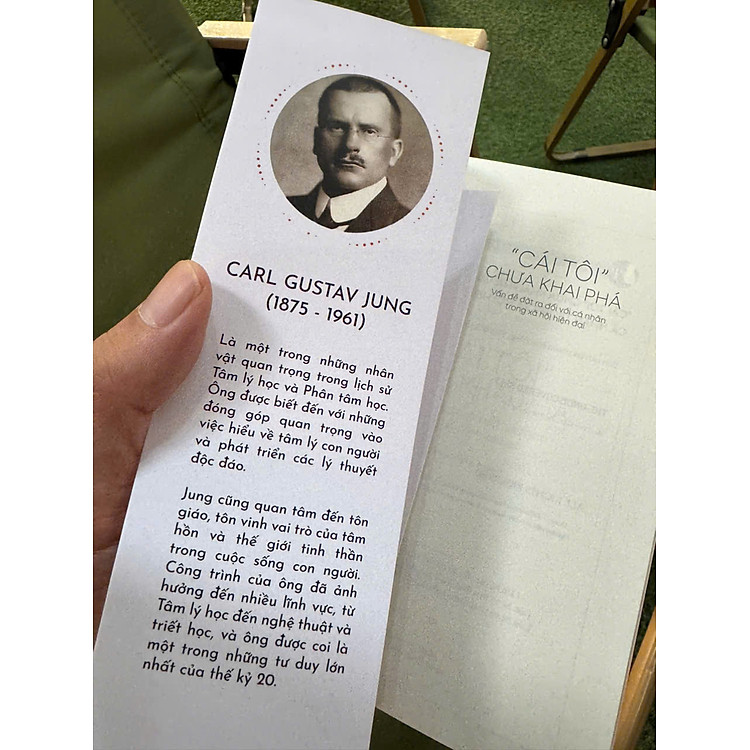 CARL GUSTAV JUNG
(1875 - 1961)
Là một trong những nhân
vật quan trọng trong lịch sử
Tâm lý học và Phân tâm học.
Ông được biết đến với những
đóng góp quan trọng vào
việc hiểu về tâm lý con người
và phát triển các lý thuyết
độc đáo.
Jung cũng quan tâm đến tôn
giáo, tôn vinh vai trò của tâm
hồn và thế giới tinh thần
trong cuộc sống con người.
Công trình của ông đã ảnh
hưởng đến nhiều lĩnh vực, từ
Tâm lý học đến nghệ thuật và
triết học, và ông được coi là
một trong những tư duy lớn
nhất của thế kỷ 20.
“CÁI TÔI”
CHƯA KHAI PHÁ
Vấn đề đặt ra đối với cá nhân
trong xã hội hiện đại